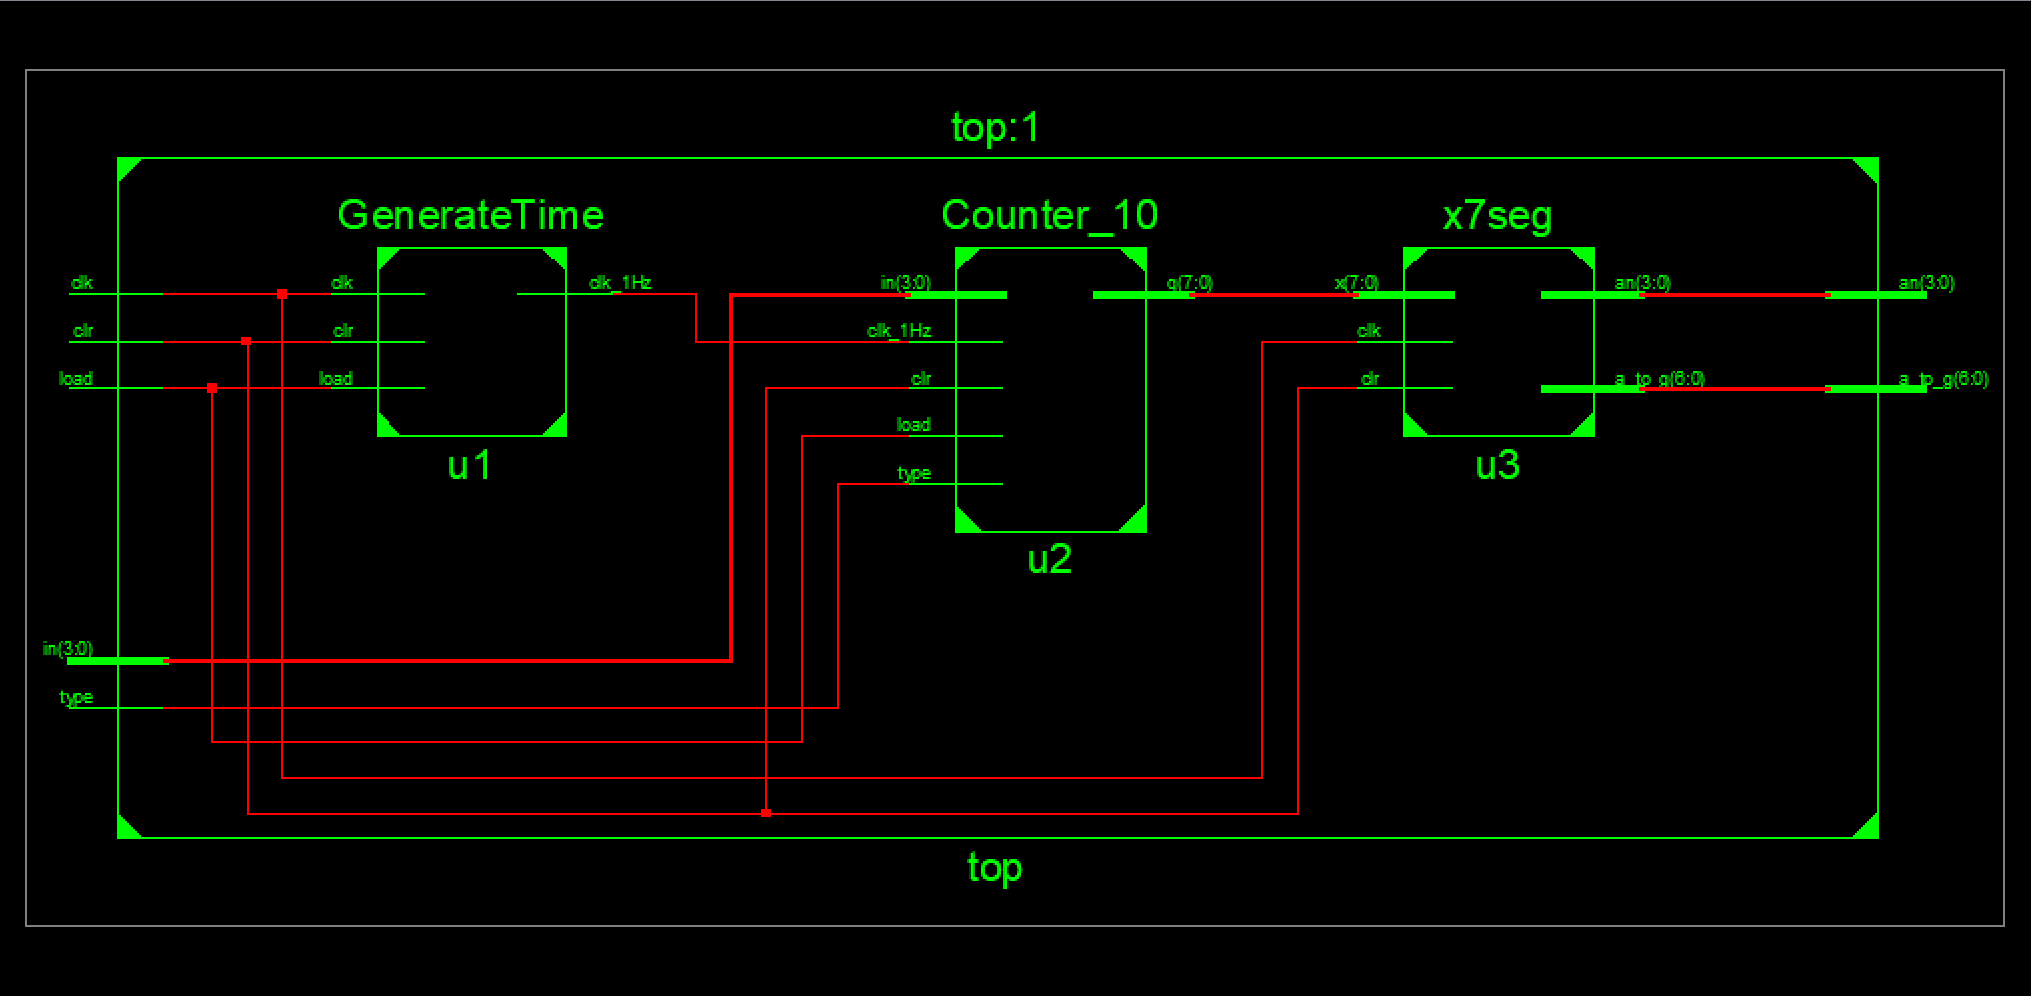 top:1
GenerateTime
Counter_10
x7seg
clk
clk
clk_1Hz
in(3:0)
q(7:0)
x(7:0)
an(3:0)
an(3:0)
clr
clr
clk_1Hz
clk
load
load
clr
clr
a_to_g(6:0)
a_to_g(6:0)
load
type
u1
u3
u2
in(3:0)
type
top